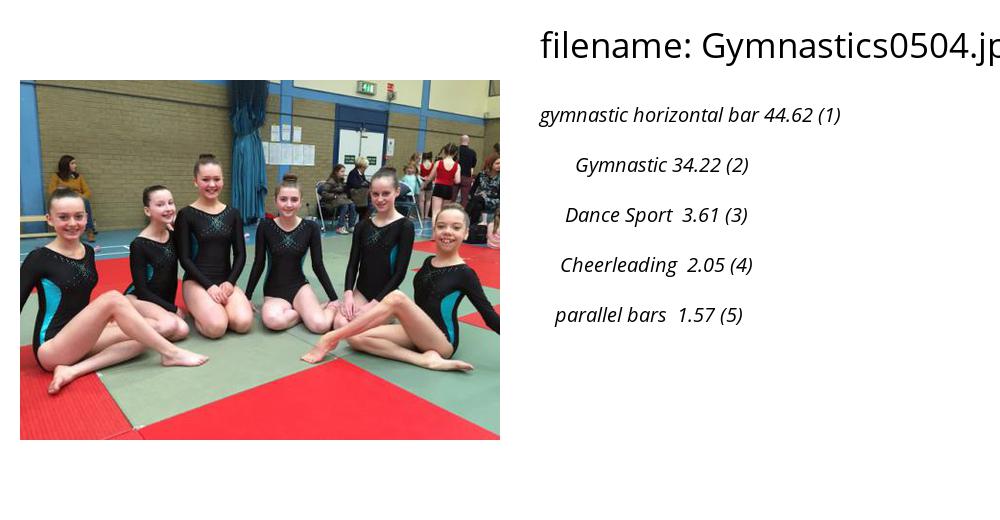 filename: Gymnastics0504.jp
gymnastic horizontal bar 44.62 (1)
Gymnastic 34.22 (2)
Dance Sport 3.61 (3)
Cheerleading 2.05 (4)
parallel bars 1.57 (5)